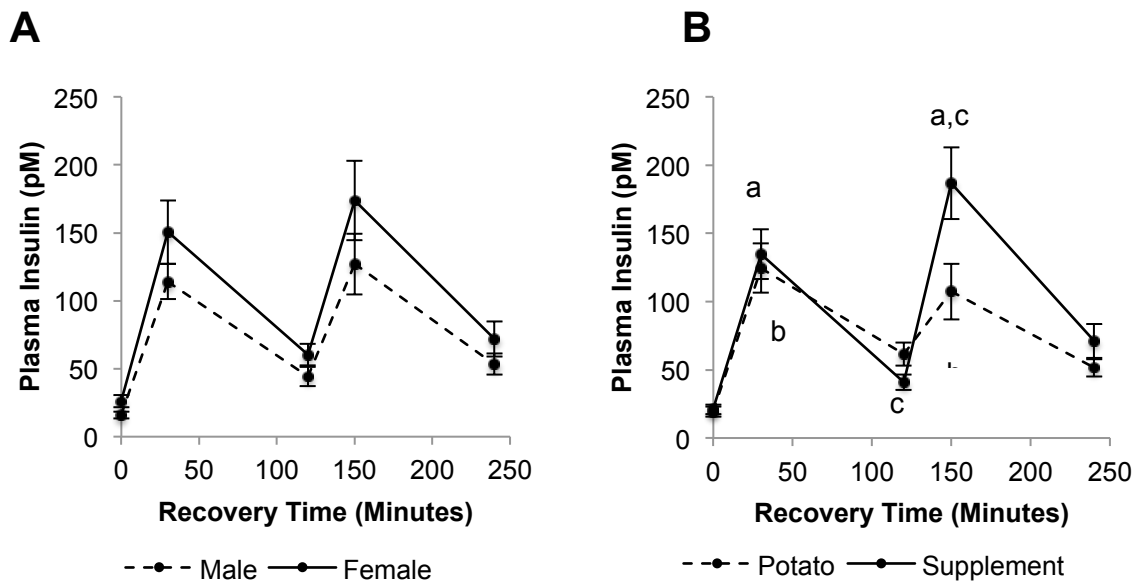 A
250
200
150
100
50
0
Plasma Insulin (pM)
0 50 100 150 200 250
Recovery Time (Minutes)
Male Female
B
250
200
150
100
50
0
Plasma Insulin (pM)
a
b
c
a,c
0 50 100 150 200 250
Recovery Time (Minutes)
Potato Supplement